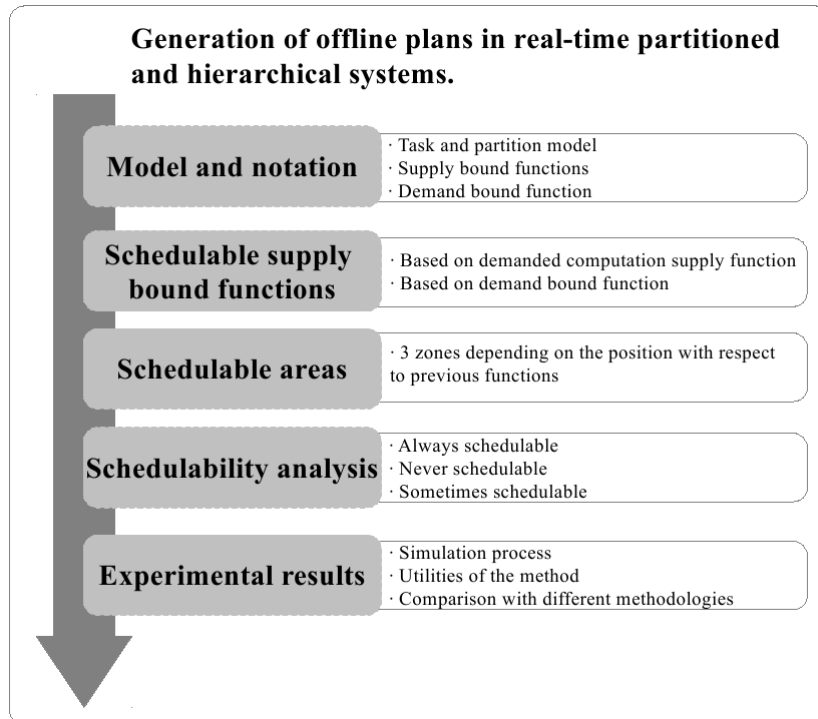 Generation of offline plans in real-time partitioned
and hierarchical systems.
Model and notation
· Task and partition model
· Supply bound functions
· Demand bound function
Schedulable supply
bound functions
· Based on demanded computation supply function
· Based on demand bound function
Schedulable areas
· 3 zones depending on the position with respect
to previous functions
Schedulability analysis
· Always schedulable
· Never schedulable
· Sometimes schedulable
Experimental results
· Simulation process
· Utilities of the method
· Comparison with different methodologies